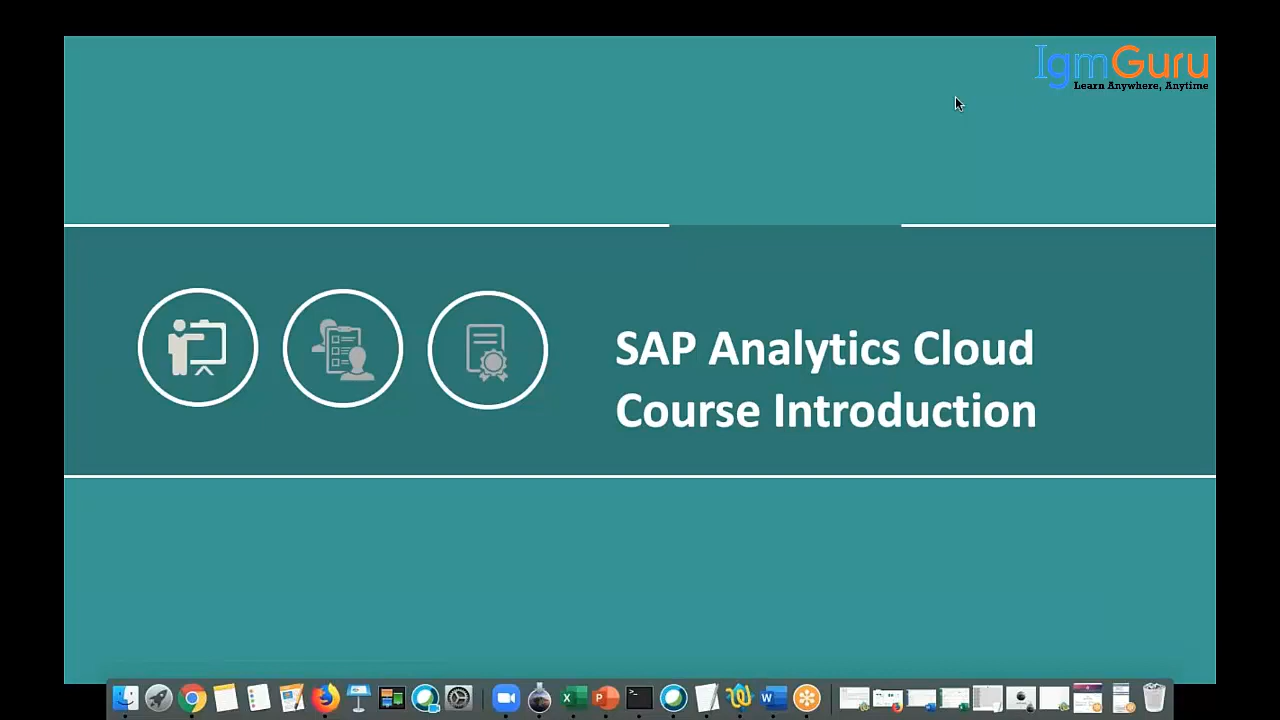 IgmGuru
Learn Anywhere, Anytime
SAP Analytics Cloud
Course Introduction